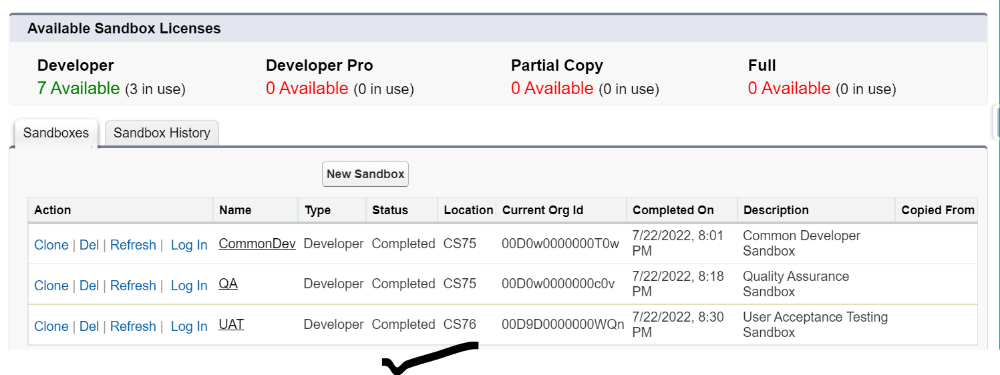 Available Sandbox Licenses
Developer Developer Pro Partial Copy Full
7 Available (3 in use) 0 Available (0 in use) 0 Available (0 in use) 0 Available (0 in use)
Sandboxes Sandbox History
New Sandbox
Action Name Type Status Location Current Org Id Completed On Description Copied From
Clone | Del | Refresh | Log In CommonDev Developer Completed CS75 00D0w0000000T0w 7/22/2022, 8:01 PM Common Developer Sandbox
Clone | Del | Refresh | Log In QA Developer Completed CS75 00D0w0000000c0v 7/22/2022, 8:18 PM Quality Assurance Sandbox
Clone | Del | Refresh | Log In UAT Developer Completed CS76 00D9D0000000WQn 7/22/2022, 8:30 PM User Acceptance Testing Sandbox